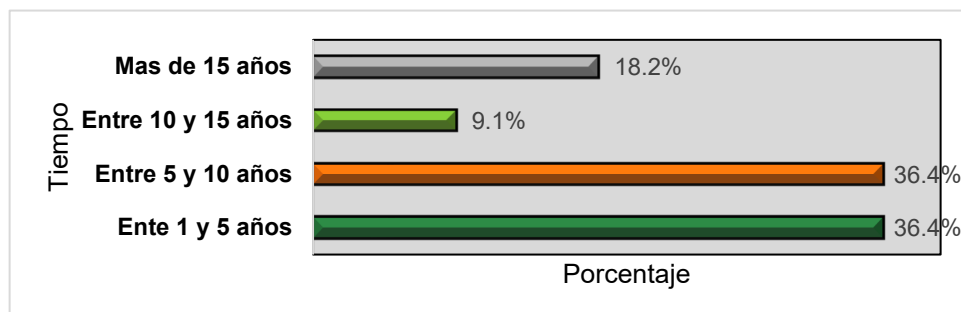 Tiempo
Mas de 15 años 18.2%
Entre 10 y 15 años 9.1%
Entre 5 y 10 años 36.4%
Ente 1 y 5 años 36.4%
Porcentaje